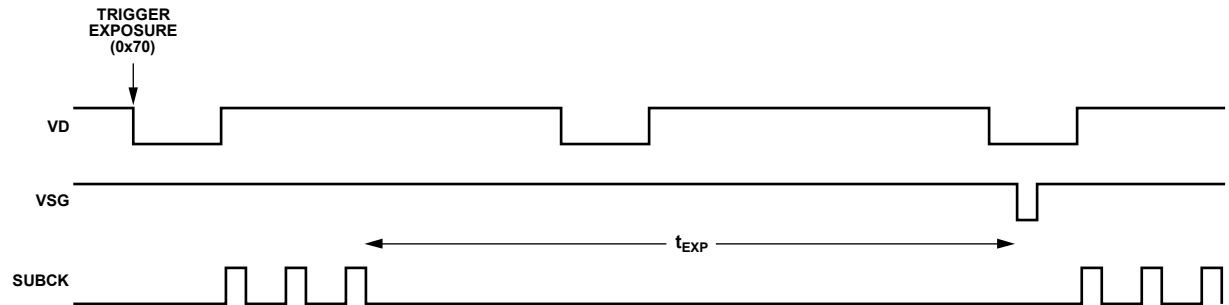 TRIGGER
EXPOSURE
(0x70)
VD
VSG
tEXP
SUBCK